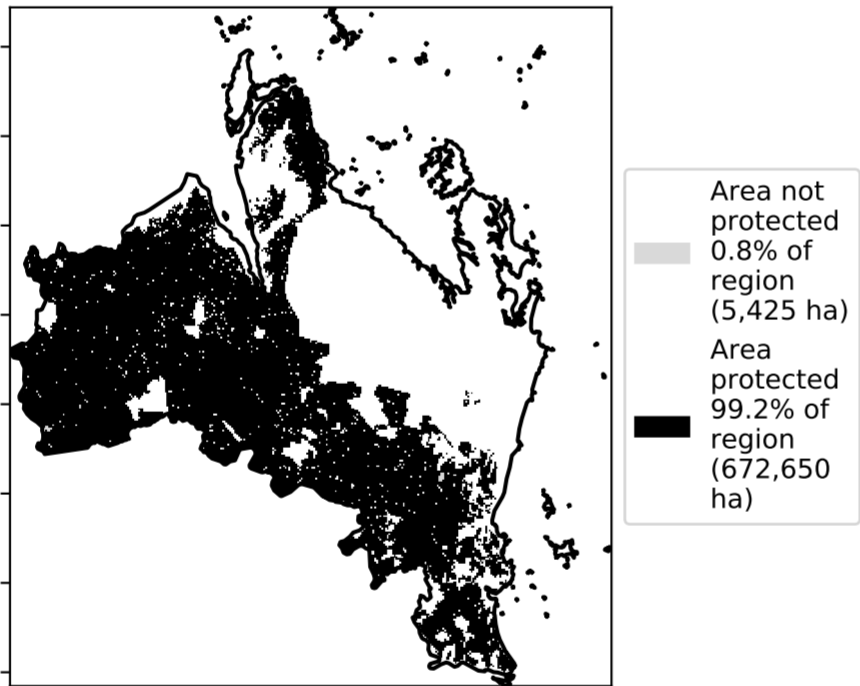 Area not
protected
0.8% of
region
(5,425 ha)
Area
protected
99.2% of
region
(672,650
ha)